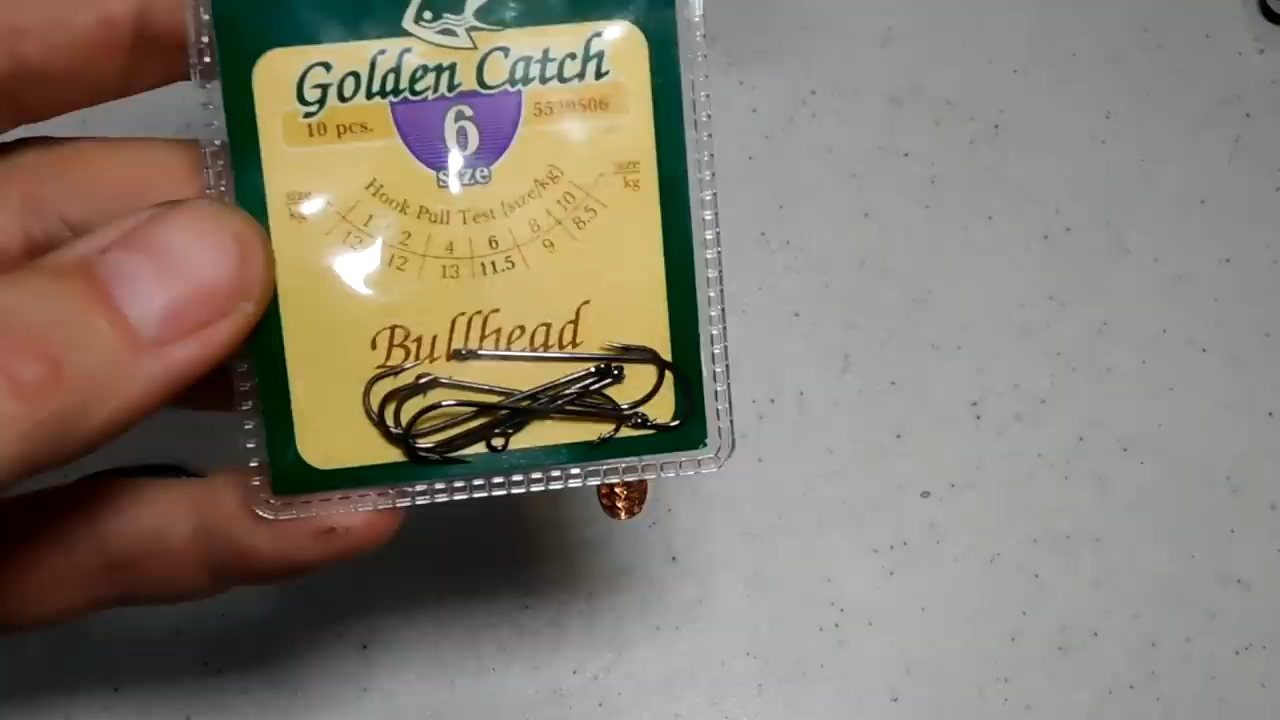 Golden Catch
10 pcs.
6
size
size
kg
Hook Pull Test (size/kg)
size
kg
1 2 4 6 8 10
12 12 13 11.5 9 8.5
Bullhead